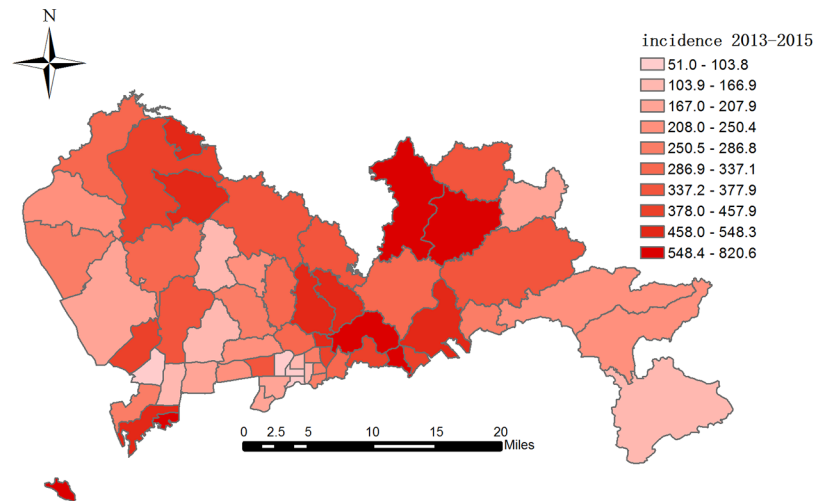 N
incidence 2013-2015
51.0 - 103.8
103.9 - 166.9
167.0 - 207.9
208.0 - 250.4
250.5 - 286.8
286.9 - 337.1
337.2 - 377.9
378.0 - 457.9
458.0 - 548.3
548.4 - 820.6
0 2.5 5 10 15 20
Miles